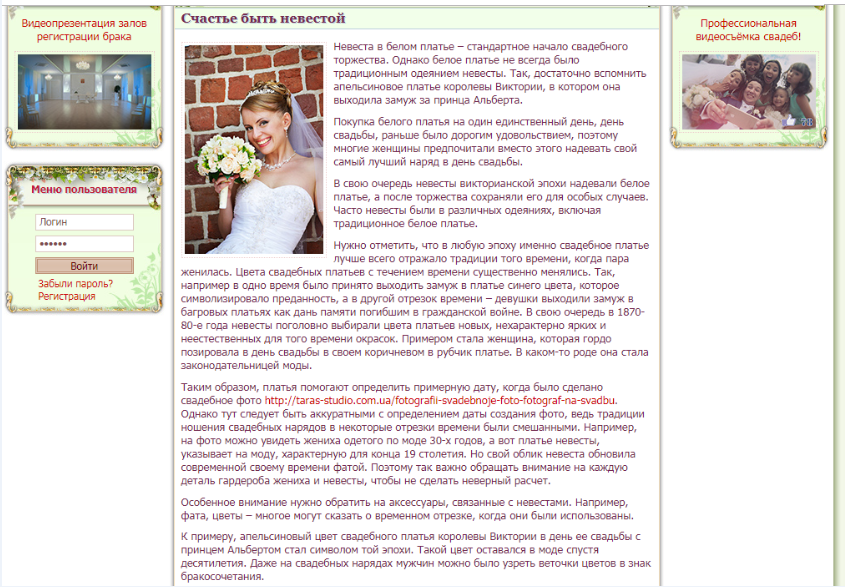 Видеопрезентация залов
регистрации брака
Меню пользователя
Логин
••••••
Войти
Забыли пароль?
Регистрация
Счастье быть невестой
Невеста в белом платье – стандартное начало свадебного
торжества. Однако белое платье не всегда было
традиционным одеянием невесты. Так, достаточно вспомнить
апельсиновое платье королевы Виктории, в котором она
выходила замуж за принца Альберта.
Покупка белого платья на один единственный день, день
свадьбы, раньше было дорогим удовольствием, поэтому
многие женщины предпочитали вместо этого надевать свой
самый лучший наряд в день свадьбы.
В свою очередь невесты викторианской эпохи надевали белое
платье, а после торжества сохраняли его для особых случаев.
Часто невесты были в различных одеяниях, включая
традиционное белое платье.
Нужно отметить, что в любую эпоху именно свадебное платье
лучше всего отражало традиции того времени, когда пара
женилась. Цвета свадебных платьев с течением времени существенно менялись. Так,
например в одно время было принято выходить замуж в платье синего цвета, которое
символизировало преданность, а в другой отрезок времени – девушки выходили замуж в
багровых платьях как дань памяти погибшим в гражданской войне. В свою очередь в 1870-
80-е года невесты поголовно выбирали цвета платьев новых, нехарактерно ярких и
неестественных для того времени окрасок. Примером стала женщина, которая гордо
позировала в день свадьбы в своем коричневом в рубчик платье. В каком-то роде она стала
законодательницей моды.
Таким образом, платья помогают определить примерную дату, когда было сделано
свадебное фото http://taras-studio.com.ua/fotografii-svadebnoje-foto-fotograf-na-svadbu.
Однако тут следует быть аккуратными с определением даты создания фото, ведь традиции
ношения свадебных нарядов в некоторые отрезки времени были смешанными. Например,
на фото можно увидеть жениха одетого по моде 30-х годов, а вот платье невесты,
указывает на моду, характерную для конца 19 столетия. Но свой облик невеста обновила
современной своему времени фатой. Поэтому так важно обращать внимание на каждую
деталь гардероба жениха и невесты, чтобы не сделать неверный расчет.
Особенное внимание нужно обратить на аксессуары, связанные с невестами. Например,
фата, цветы – многое могут сказать о временном отрезке, когда они были использованы.
К примеру, апельсиновый цвет свадебного платья королевы Виктории в день ее свадьбы с
принцем Альбертом стал символом той эпохи. Такой цвет оставался в моде спустя
десятилетия. Даже на свадебных нарядах мужчин можно было узреть веточки цветов в знак
бракосочетания.
Профессиональная
видеосъёмка свадеб!